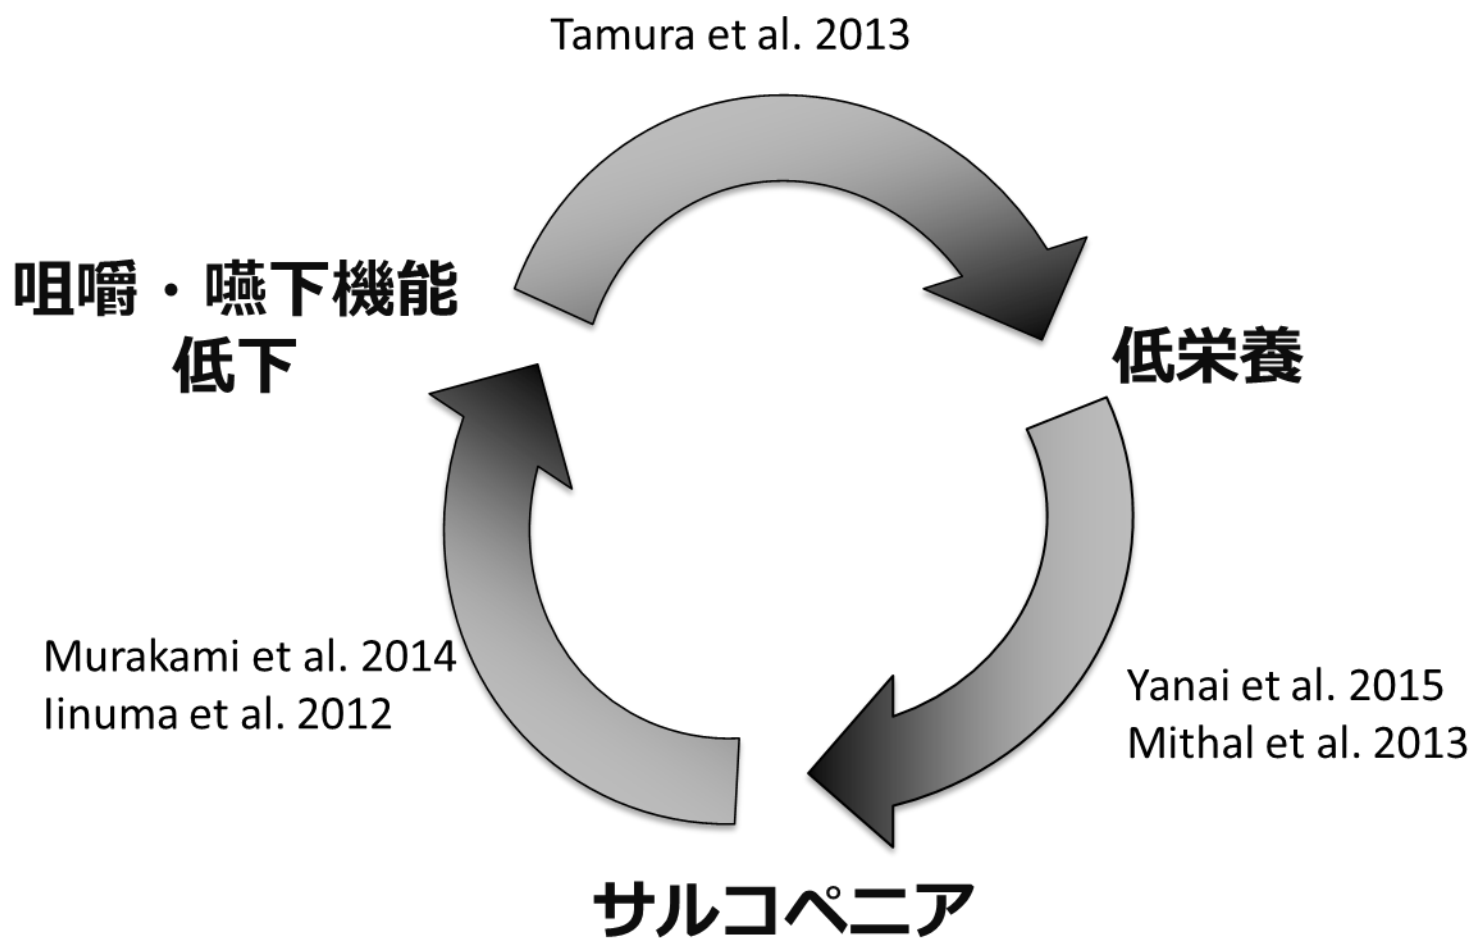 Tamura et al. 2013
咀嚼・嚥下機能
低下
低栄養
Murakami et al. 2014
Iinuma et al. 2012
Yanai et al. 2015
Mithal et al. 2013
サルコペニア